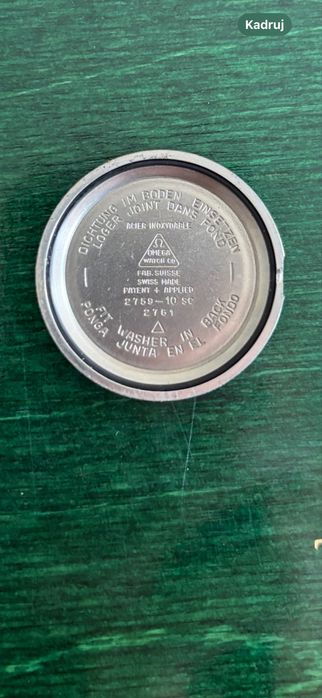 Kadruj
DICHTUNG IM BODEN EINSETZEN
LOGER JOINT DANS FOND
ACIER INOXYDABLE
Ω
OMEGA
WATCH CO
FAB. SUISSE
SWISS MADE
PATENT + APPLIED
2759-10 SC
2761
FIT WASHER IN BACK
PONGA JUNTA EN EL FONDO